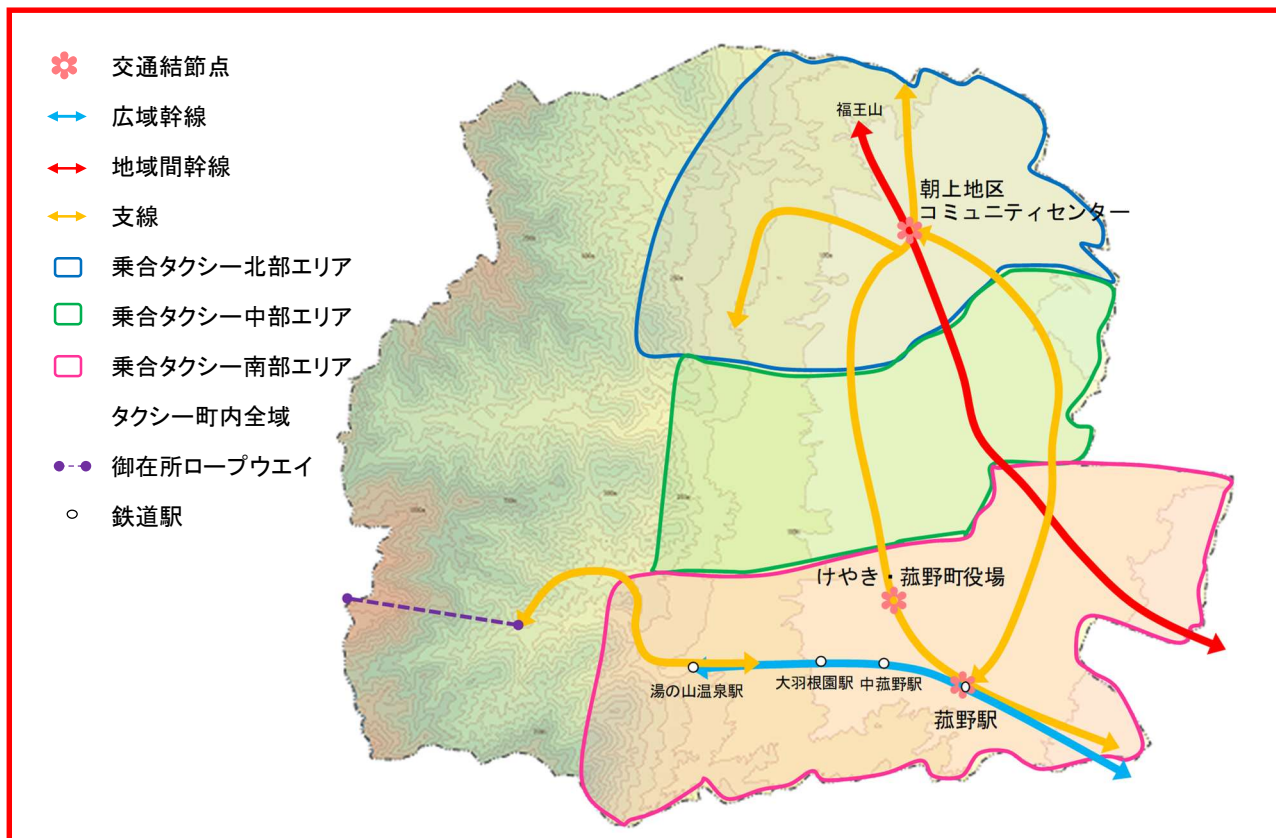 交通結節点
広域幹線
地域間幹線
支線
乗合タクシー北部エリア
乗合タクシー中部エリア
乗合タクシー南部エリア
タクシー町内全域
御在所ロープウエイ
鉄道駅
福王山
朝上地区
コミュニティセンター
けやき・菰野町役場
湯の山温泉駅
大羽根園駅
中菰野駅
菰野駅